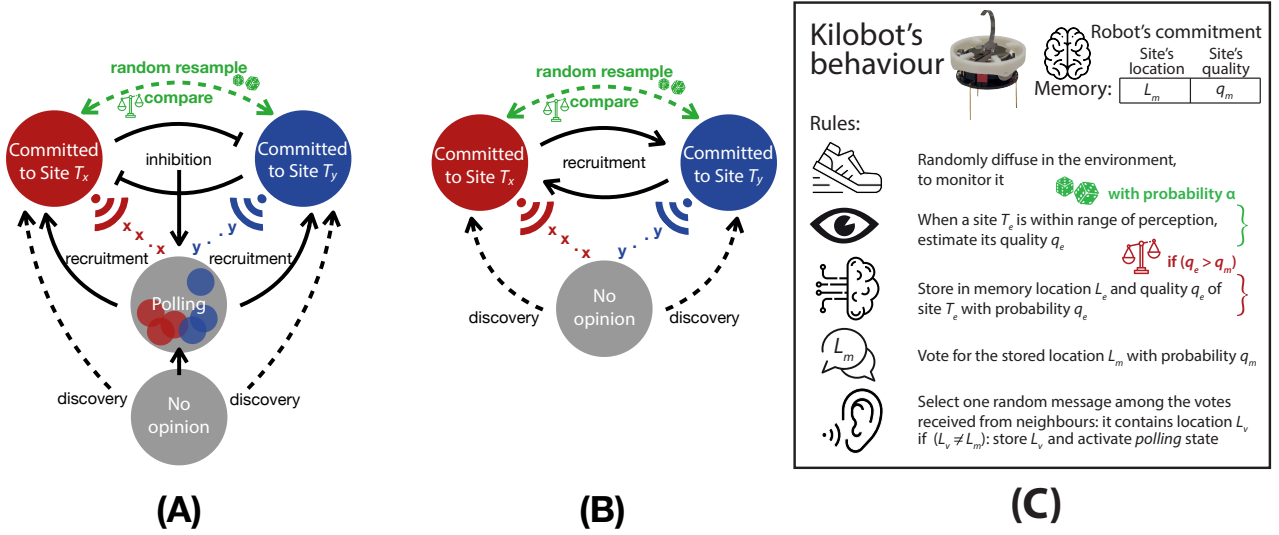 random resample
compare
Committed
to Site Tx
Committed
to Site Ty
inhibition
x x . x
y . . y
recruitment
recruitment
Polling
discovery
discovery
No
opinion
(A)
random resample
compare
Committed
to Site Tx
Committed
to Site Ty
recruitment
x x . x
y . . y
discovery
discovery
No
opinion
(B)
Kilobot's
behaviour
Robot's commitment
Site's location
Site's quality
Memory: Lm qm
Rules:
Randomly diffuse in the environment,
to monitor it
with probability α
When a site Te is within range of perception,
estimate its quality qe
if (qe > qm)
Store in memory location Le and quality qe of
site Te with probability qe
Lm
Vote for the stored location Lm with probability qm
Select one random message among the votes
received from neighbours: it contains location Lv
if (Lv ≠ Lm): store Lv and activate polling state
(C)